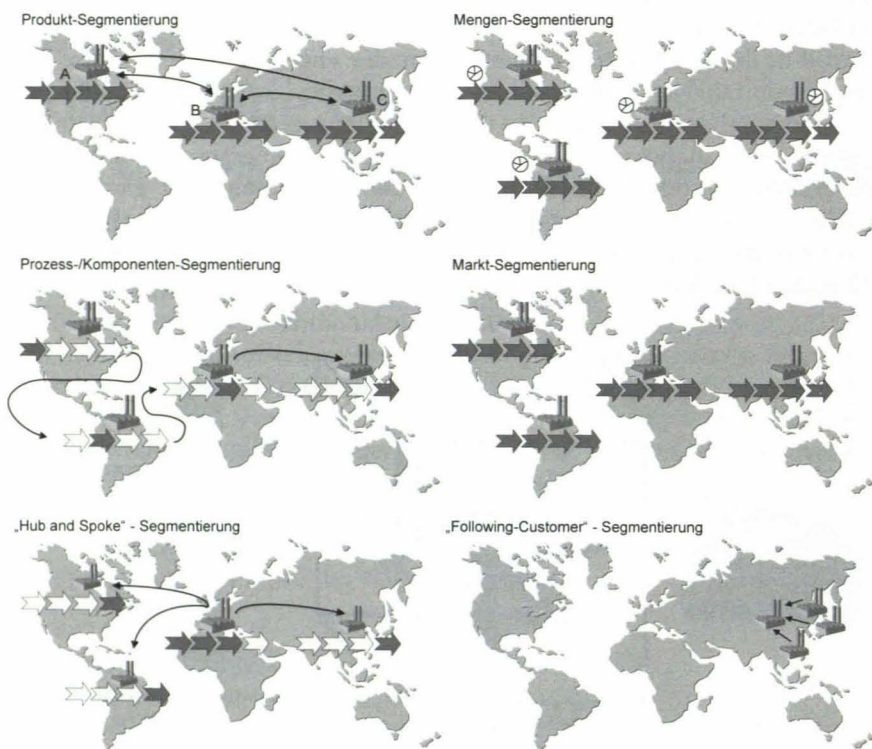 Produkt-Segmentierung
Mengen-Segmentierung
A
B
C
Prozess-/Komponenten-Segmentierung
Markt-Segmentierung
„Hub and Spoke“ - Segmentierung
„Following-Customer“ - Segmentierung